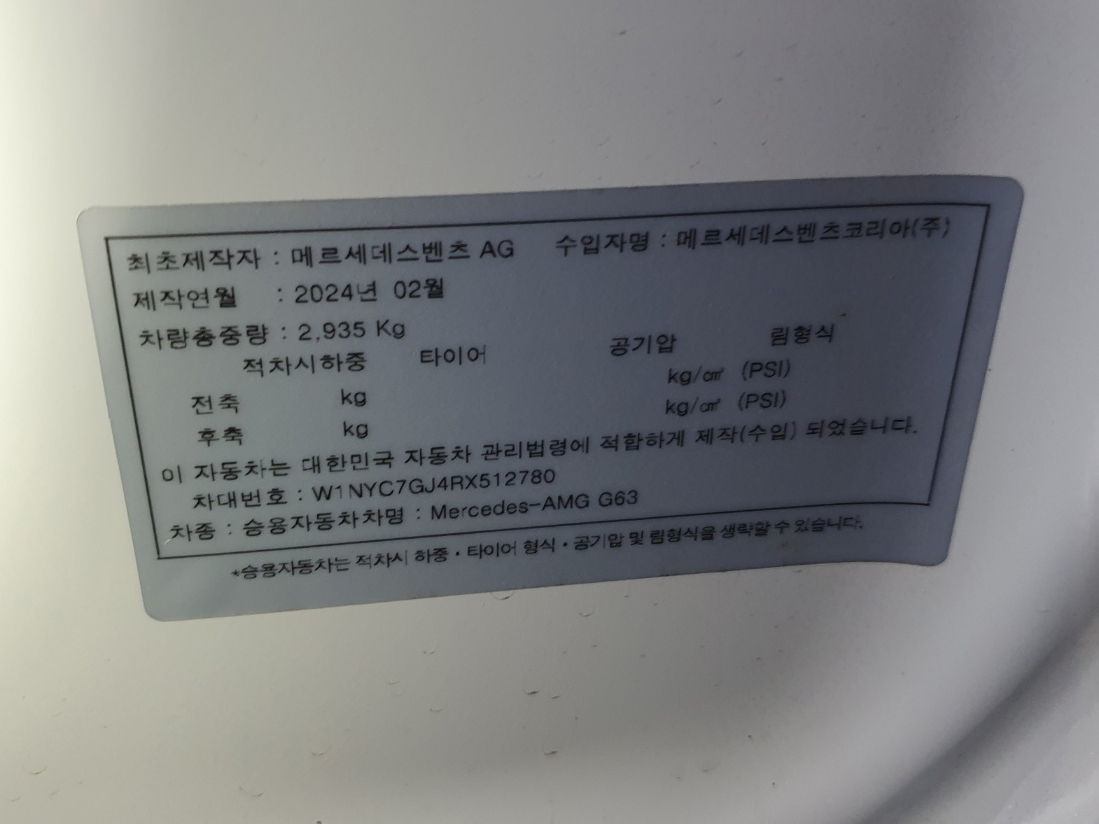 최초제작자 : 메르세데스벤츠 AG 수입자명 : 메르세데스벤츠코리아(주)
제작연월 : 2024년 02월
차량총중량 : 2,935 Kg
적차시하중 타이어 공기압 림형식
전축 kg kg/㎠ (PSI)
후축 kg kg/㎠ (PSI)
이 자동차는 대한민국 자동차 관리법령에 적합하게 제작(수입) 되었습니다.
차대번호 : W1NYC7GJ4RX512780
차종 : 승용자동차차명 : Mercedes-AMG G63
*승용자동차는 적차시 하중·타이어 형식·공기압 및 림형식을 생략할 수 있습니다.